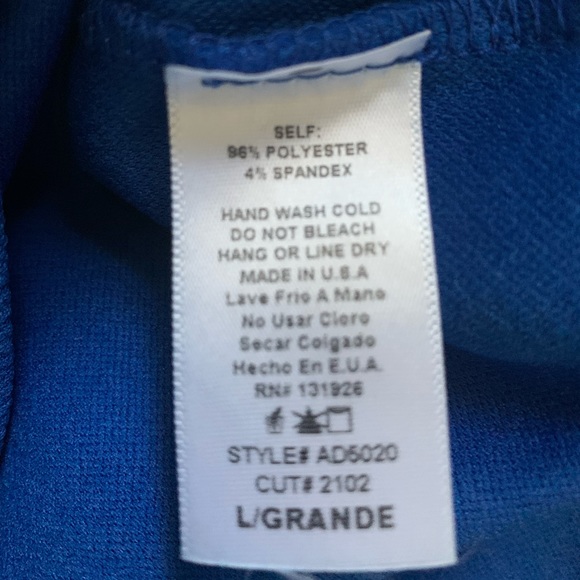 SELF:
96% POLYESTER
4% SPANDEX
HAND WASH COLD
DO NOT BLEACH
HANG OR LINE DRY
MADE IN U.S.A
Lave Frio A Mano
No Usar Cloro
Secar Colgado
Hecho En E.U.A.
RN# 131926
STYLE# AD5020
CUT# 2102
L/GRANDE